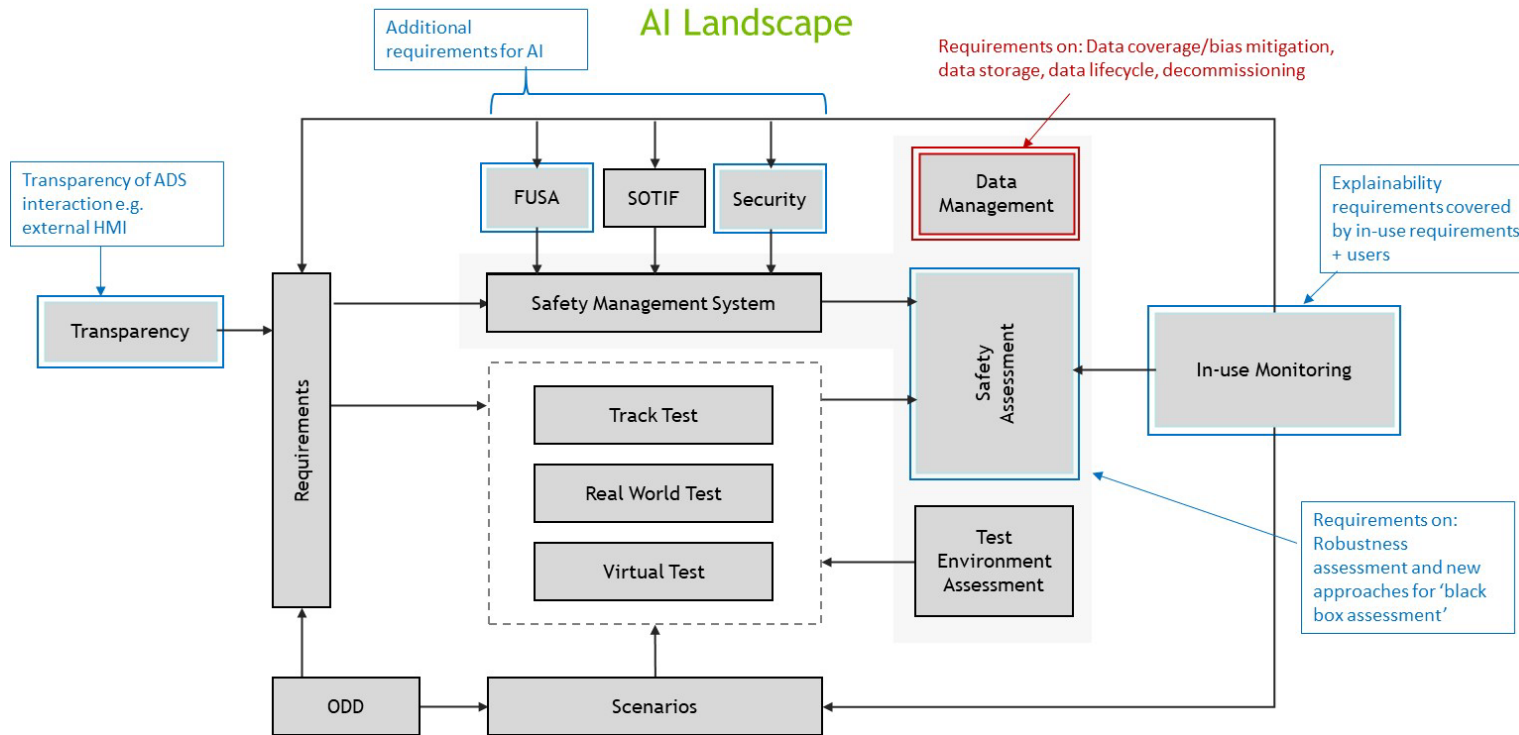 AI Landscape
Additional
requirements for AI
Requirements on: Data coverage/bias mitigation,
data storage, data lifecycle, decommissioning
Transparency of ADS
interaction e.g.
external HMI
FUSA
SOTIF
Security
Data
Management
Explainability
requirements covered
by in-use requirements
+ users
Transparency
Requirements
Safety Management System
Safety
Assessment
In-use Monitoring
Track Test
Real World Test
Virtual Test
Test
Environment
Assessment
Requirements on:
Robustness
assessment and new
approaches for ‘black
box assessment’
ODD
Scenarios